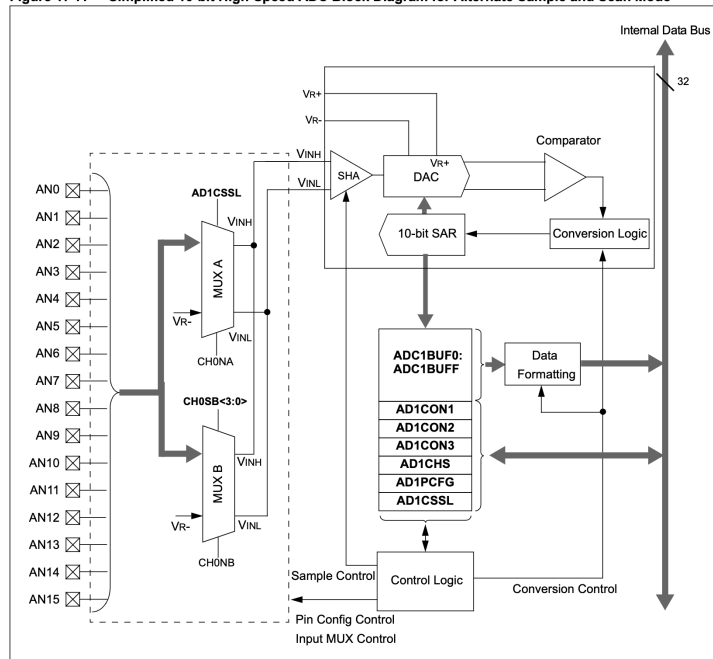 Figure 17-17: Simplified 10-bit High-Speed ADC Block Diagram for Alternate Sample and Scan Mode
Internal Data Bus
32
VR+
VR-
Comparator
VINH
VINL
SHA
VR+
DAC
10-bit SAR
Conversion Logic
AN0
AN1
AN2
AN3
AN4
AN5
AN6
AN7
AN8
AN9
AN10
AN11
AN12
AN13
AN14
AN15
AD1CSSL
VINH
MUX A
VR-
VINL
CH0NA
CH0SB<3:0>
VINH
MUX B
VR-
VINL
CH0NB
ADC1BUF0:
ADC1BUFF
Data
Formatting
AD1CON1
AD1CON2
AD1CON3
AD1CHS
AD1PCFG
AD1CSSL
Sample Control
Control Logic
Conversion Control
Pin Config Control
Input MUX Control